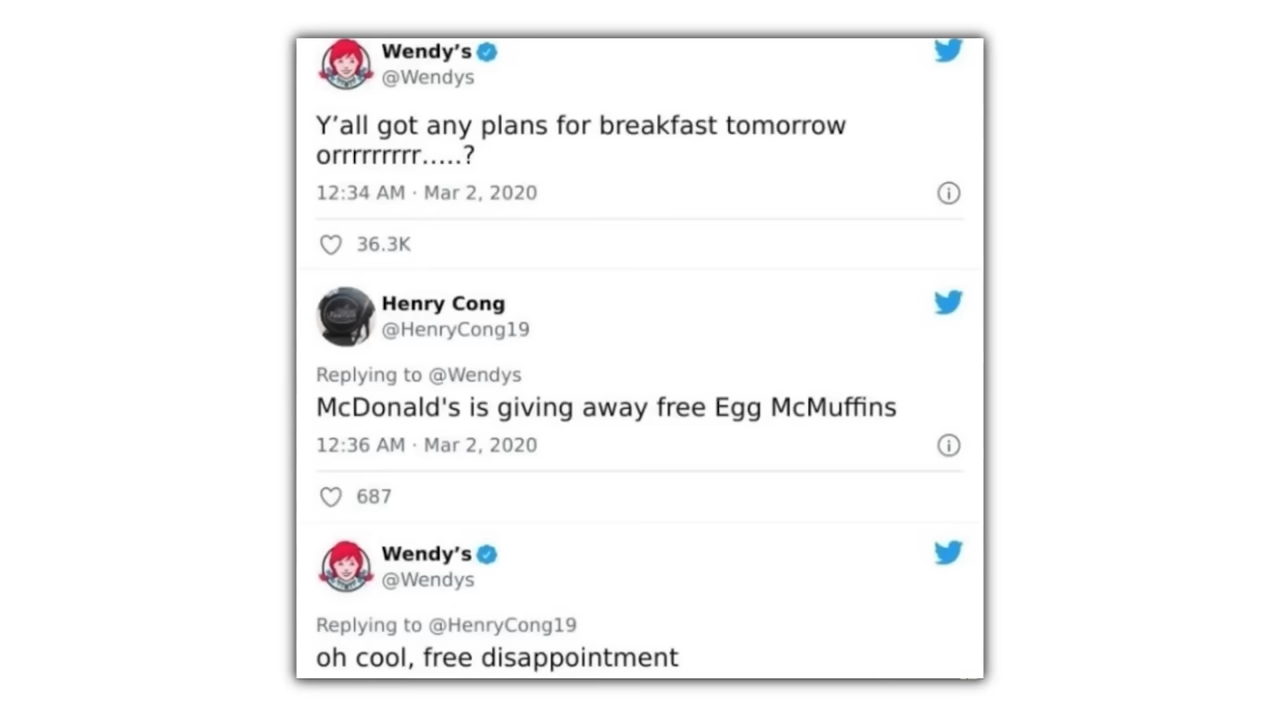 Wendy’s
@Wendys
Y’all got any plans for breakfast tomorrow
orrrrrrrrr.....?
12:34 AM · Mar 2, 2020
36.3K
Henry Cong
@HenryCong19
Replying to @Wendys
McDonald's is giving away free Egg McMuffins
12:36 AM · Mar 2, 2020
687
Wendy’s
@Wendys
Replying to @HenryCong19
oh cool, free disappointment